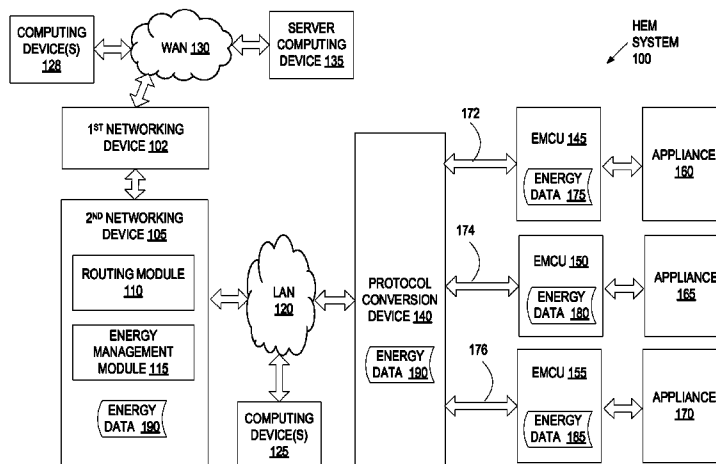 COMPUTING
DEVICE(S)
128
WAN 130
SERVER
COMPUTING
DEVICE 135
HEM
SYSTEM
100
1ST NETWORKING
DEVICE 102
2ND NETWORKING
DEVICE 105
ROUTING MODULE
110
ENERGY
MANAGEMENT
MODULE 115
ENERGY
DATA 190
LAN
120
COMPUTING
DEVICE(S)
125
PROTOCOL
CONVERSION
DEVICE 140
ENERGY
DATA 190
172
EMCU 145
ENERGY
DATA 175
APPLIANCE
160
174
EMCU 150
ENERGY
DATA 180
APPLIANCE
165
176
EMCU 155
ENERGY
DATA 185
APPLIANCE
170